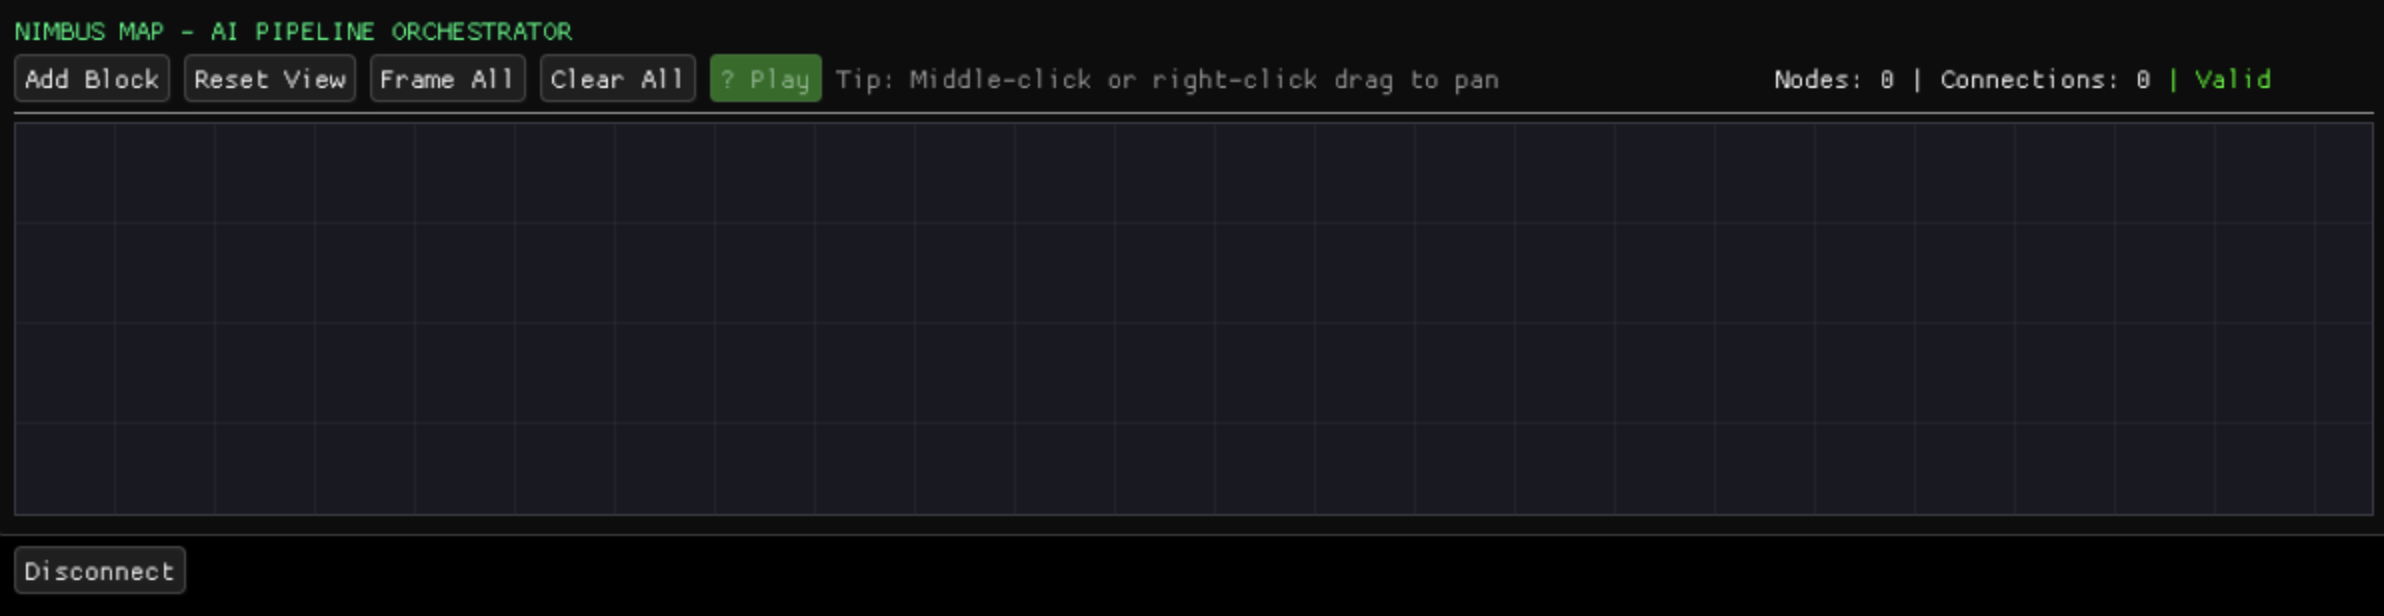 NIMBUS MAP - AI PIPELINE ORCHESTRATOR
Add Block Reset View Frame All Clear All ? Play Tip: Middle-click or right-click drag to pan Nodes: 0 | Connections: 0 | Valid
Disconnect